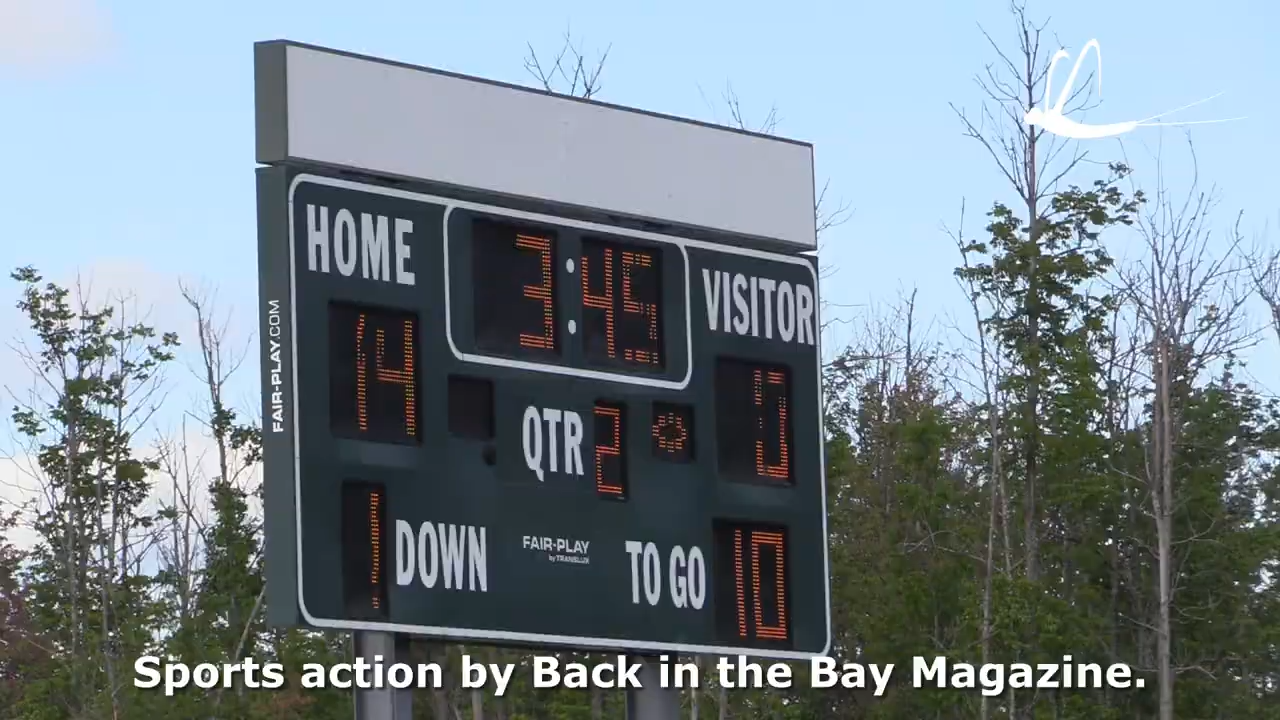 HOME
3:45
VISITOR
14
QTR 2
FAIR-PLAY.COM
1 DOWN
FAIR-PLAY
by TRANS-LUX
TO GO 10
Sports action by Back in the Bay Magazine.